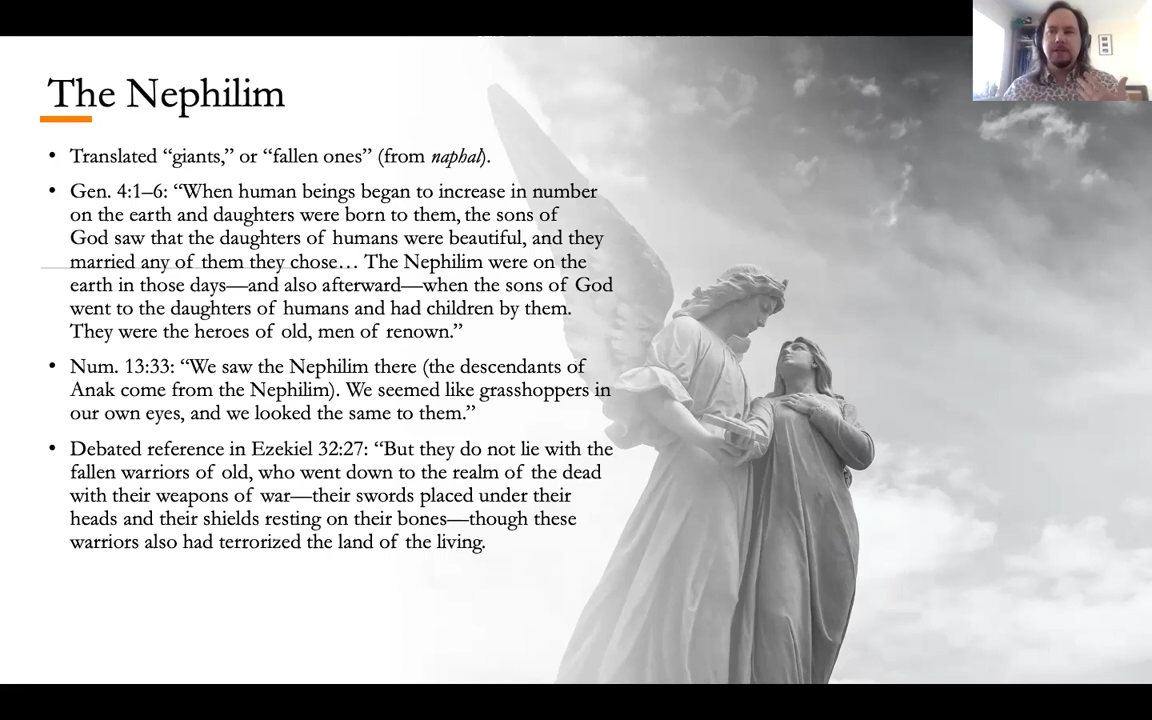 The Nephilim
• Translated “giants,” or “fallen ones” (from naphal).
• Gen. 4:1–6: “When human beings began to increase in number
on the earth and daughters were born to them, the sons of
God saw that the daughters of humans were beautiful, and they
married any of them they chose… The Nephilim were on the
earth in those days—and also afterward—when the sons of God
went to the daughters of humans and had children by them.
They were the heroes of old, men of renown.”
• Num. 13:33: “We saw the Nephilim there (the descendants of
Anak come from the Nephilim). We seemed like grasshoppers in
our own eyes, and we looked the same to them.”
• Debated reference in Ezekiel 32:27: “But they do not lie with the
fallen warriors of old, who went down to the realm of the dead
with their weapons of war—their swords placed under their
heads and their shields resting on their bones—though these
warriors also had terrorized the land of the living.